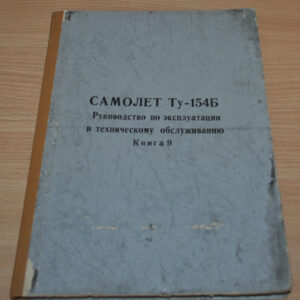 САМОЛЕТ Ту-154Б
Руководство по эксплуатации
и техническому обслуживанию
Книга 9